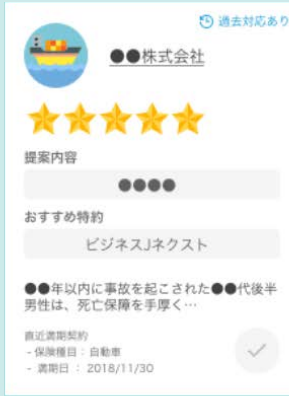 過去対応あり
●●株式会社
提案内容
●●●●
おすすめ特約
ビジネスJネクスト
●●年以内に事故を起こされた●●代後半
男性は、死亡保障を手厚く…
直近満期契約
- 保険種目：自動車
- 満期日 ： 2018/11/30